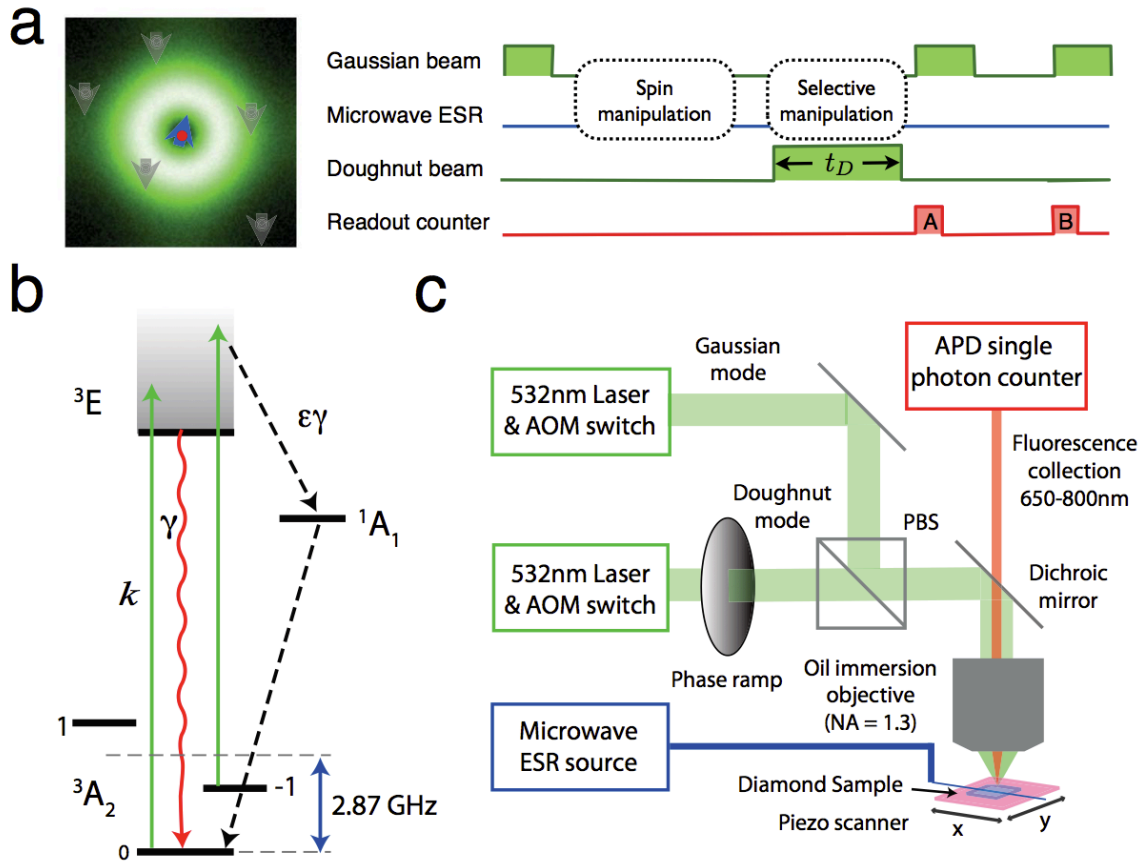 a
Gaussian beam
Microwave ESR
Doughnut beam
Readout counter
Spin
manipulation
Selective
manipulation
t_D
A
B
b
³E
k
γ
εγ
¹A₁
1
³A₂
-1
2.87 GHz
0
c
Gaussian
mode
532nm Laser
& AOM switch
APD single
photon counter
Fluorescence
collection
650-800nm
Doughnut
mode
PBS
532nm Laser
& AOM switch
Dichroic
mirror
Phase ramp
Oil immersion
objective
(NA = 1.3)
Microwave
ESR source
Diamond Sample
Piezo scanner
x
y